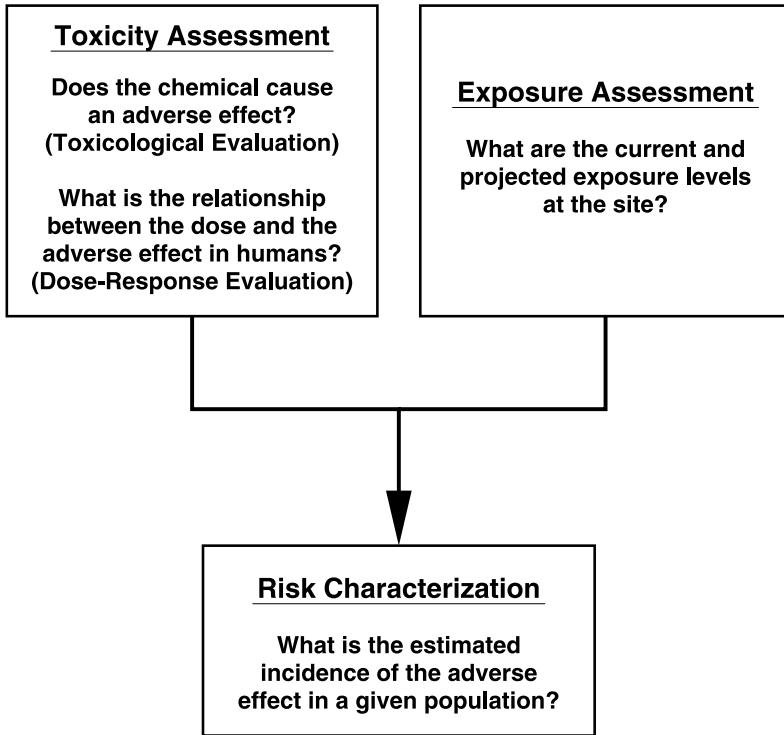 Toxicity Assessment
Does the chemical cause
an adverse effect?
(Toxicological Evaluation)
What is the relationship
between the dose and the
adverse effect in humans?
(Dose-Response Evaluation)
Exposure Assessment
What are the current and
projected exposure levels
at the site?
Risk Characterization
What is the estimated
incidence of the adverse
effect in a given population?